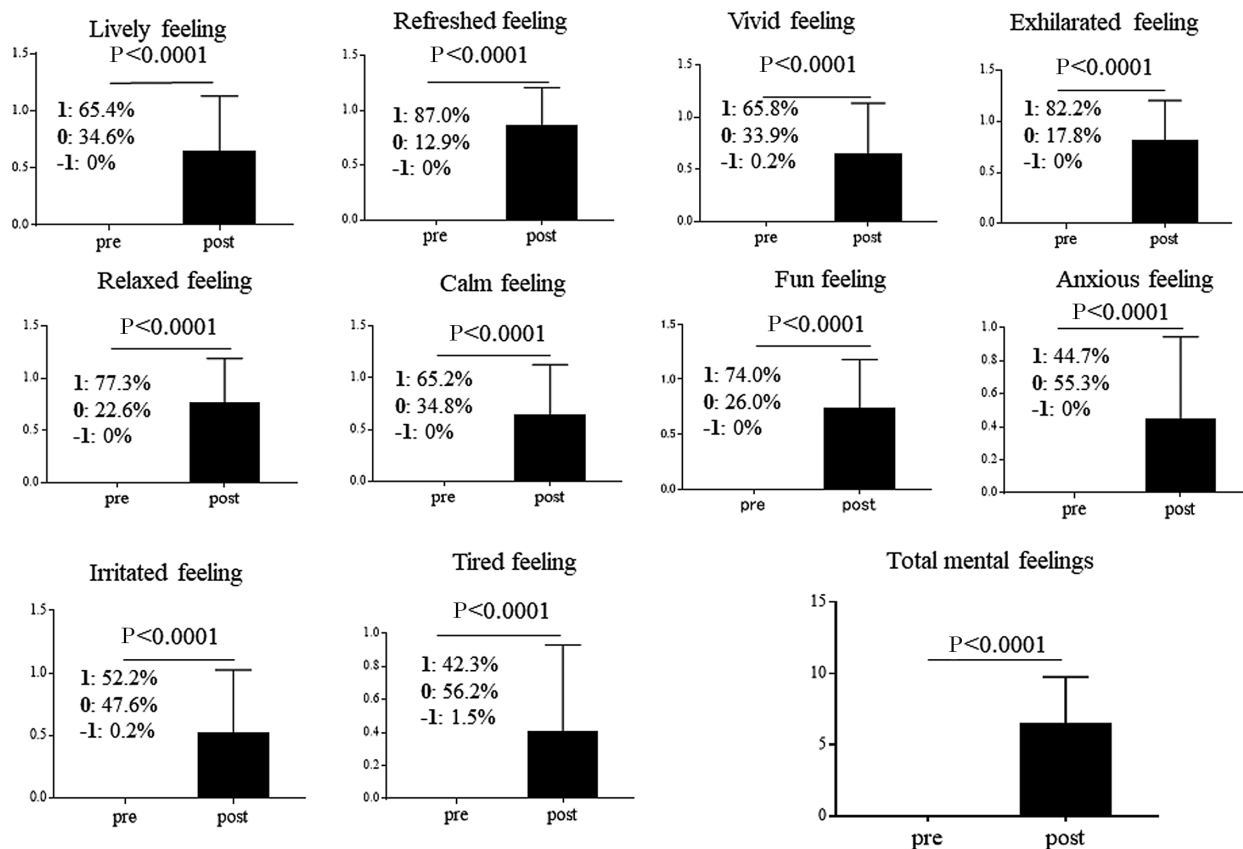 Lively feeling
P<0.0001
1.5
1.0
0.5
0.0
1: 65.4%
0: 34.6%
-1: 0%
pre
post
Refreshed feeling
P<0.0001
1.5
1.0
0.5
0.0
1: 87.0%
0: 12.9%
-1: 0%
pre
post
Vivid feeling
P<0.0001
1.5
1.0
0.5
0.0
1: 65.8%
0: 33.9%
-1: 0.2%
pre
post
Exhilarated feeling
P<0.0001
1.5
1.0
0.5
0.0
1: 82.2%
0: 17.8%
-1: 0%
pre
post
Relaxed feeling
P<0.0001
1.5
1.0
0.5
0.0
1: 77.3%
0: 22.6%
-1: 0%
pre
post
Calm feeling
P<0.0001
1.5
1.0
0.5
0.0
1: 65.2%
0: 34.8%
-1: 0%
pre
post
Fun feeling
P<0.0001
1.5
1.0
0.5
0.0
1: 74.0%
0: 26.0%
-1: 0%
pre
post
Anxious feeling
P<0.0001
1.0
0.8
0.6
0.4
0.2
0.0
1: 44.7%
0: 55.3%
-1: 0%
pre
post
Irritated feeling
P<0.0001
1.5
1.0
0.5
0.0
1: 52.2%
0: 47.6%
-1: 0.2%
pre
post
Tired feeling
P<0.0001
1.0
0.8
0.6
0.4
0.2
0.0
1: 42.3%
0: 56.2%
-1: 1.5%
pre
post
Total mental feelings
P<0.0001
15
10
5
0
pre
post